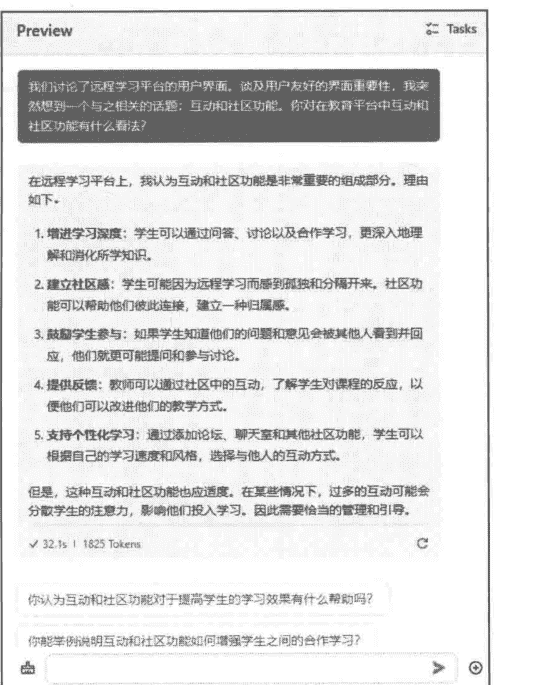 Preview
Tasks
我们讨论了远程学习平台的用户界面。谈及用户友好的界面重要性，我突
然想到一个与之相关的话题：互动和社区功能。你对在教育平台中互动和
社区功能有什么看法？
在远程学习平台上，我认为互动和社区功能是非常重要的组成部分。理由
如下。
1. 增进学习深度：学生可以通过问答、讨论以及合作学习，更深入地理
解和消化所学知识。
2. 建立社区感：学生可能因为远程学习而感到孤独和分隔开来。社区功
能可以帮助他们彼此连接，建立一种归属感。
3. 鼓励学生参与：如果学生知道他们的问题和意见会被其他人看到并回
应，他们就更可能提问和参与讨论。
4. 提供反馈：教师可以通过社区中的互动，了解学生对课程的反应，以
便他们可以改进他们的教学方式。
5. 支持个性化学习：通过添加论坛、聊天室和其他社区功能，学生可以
根据自己的学习速度和风格，选择与他人的互动方式。
但是，这种互动和社区功能也应适度。在某些情况下，过多的互动可能会
分散学生的注意力，影响他们投入学习。因此需要恰当的管理和引导。
32.1s | 1825 Tokens
你认为互动和社区功能对于提高学生的学习效果有什么帮助吗？
你能举例说明互动和社区功能如何增强学生之间的合作学习？